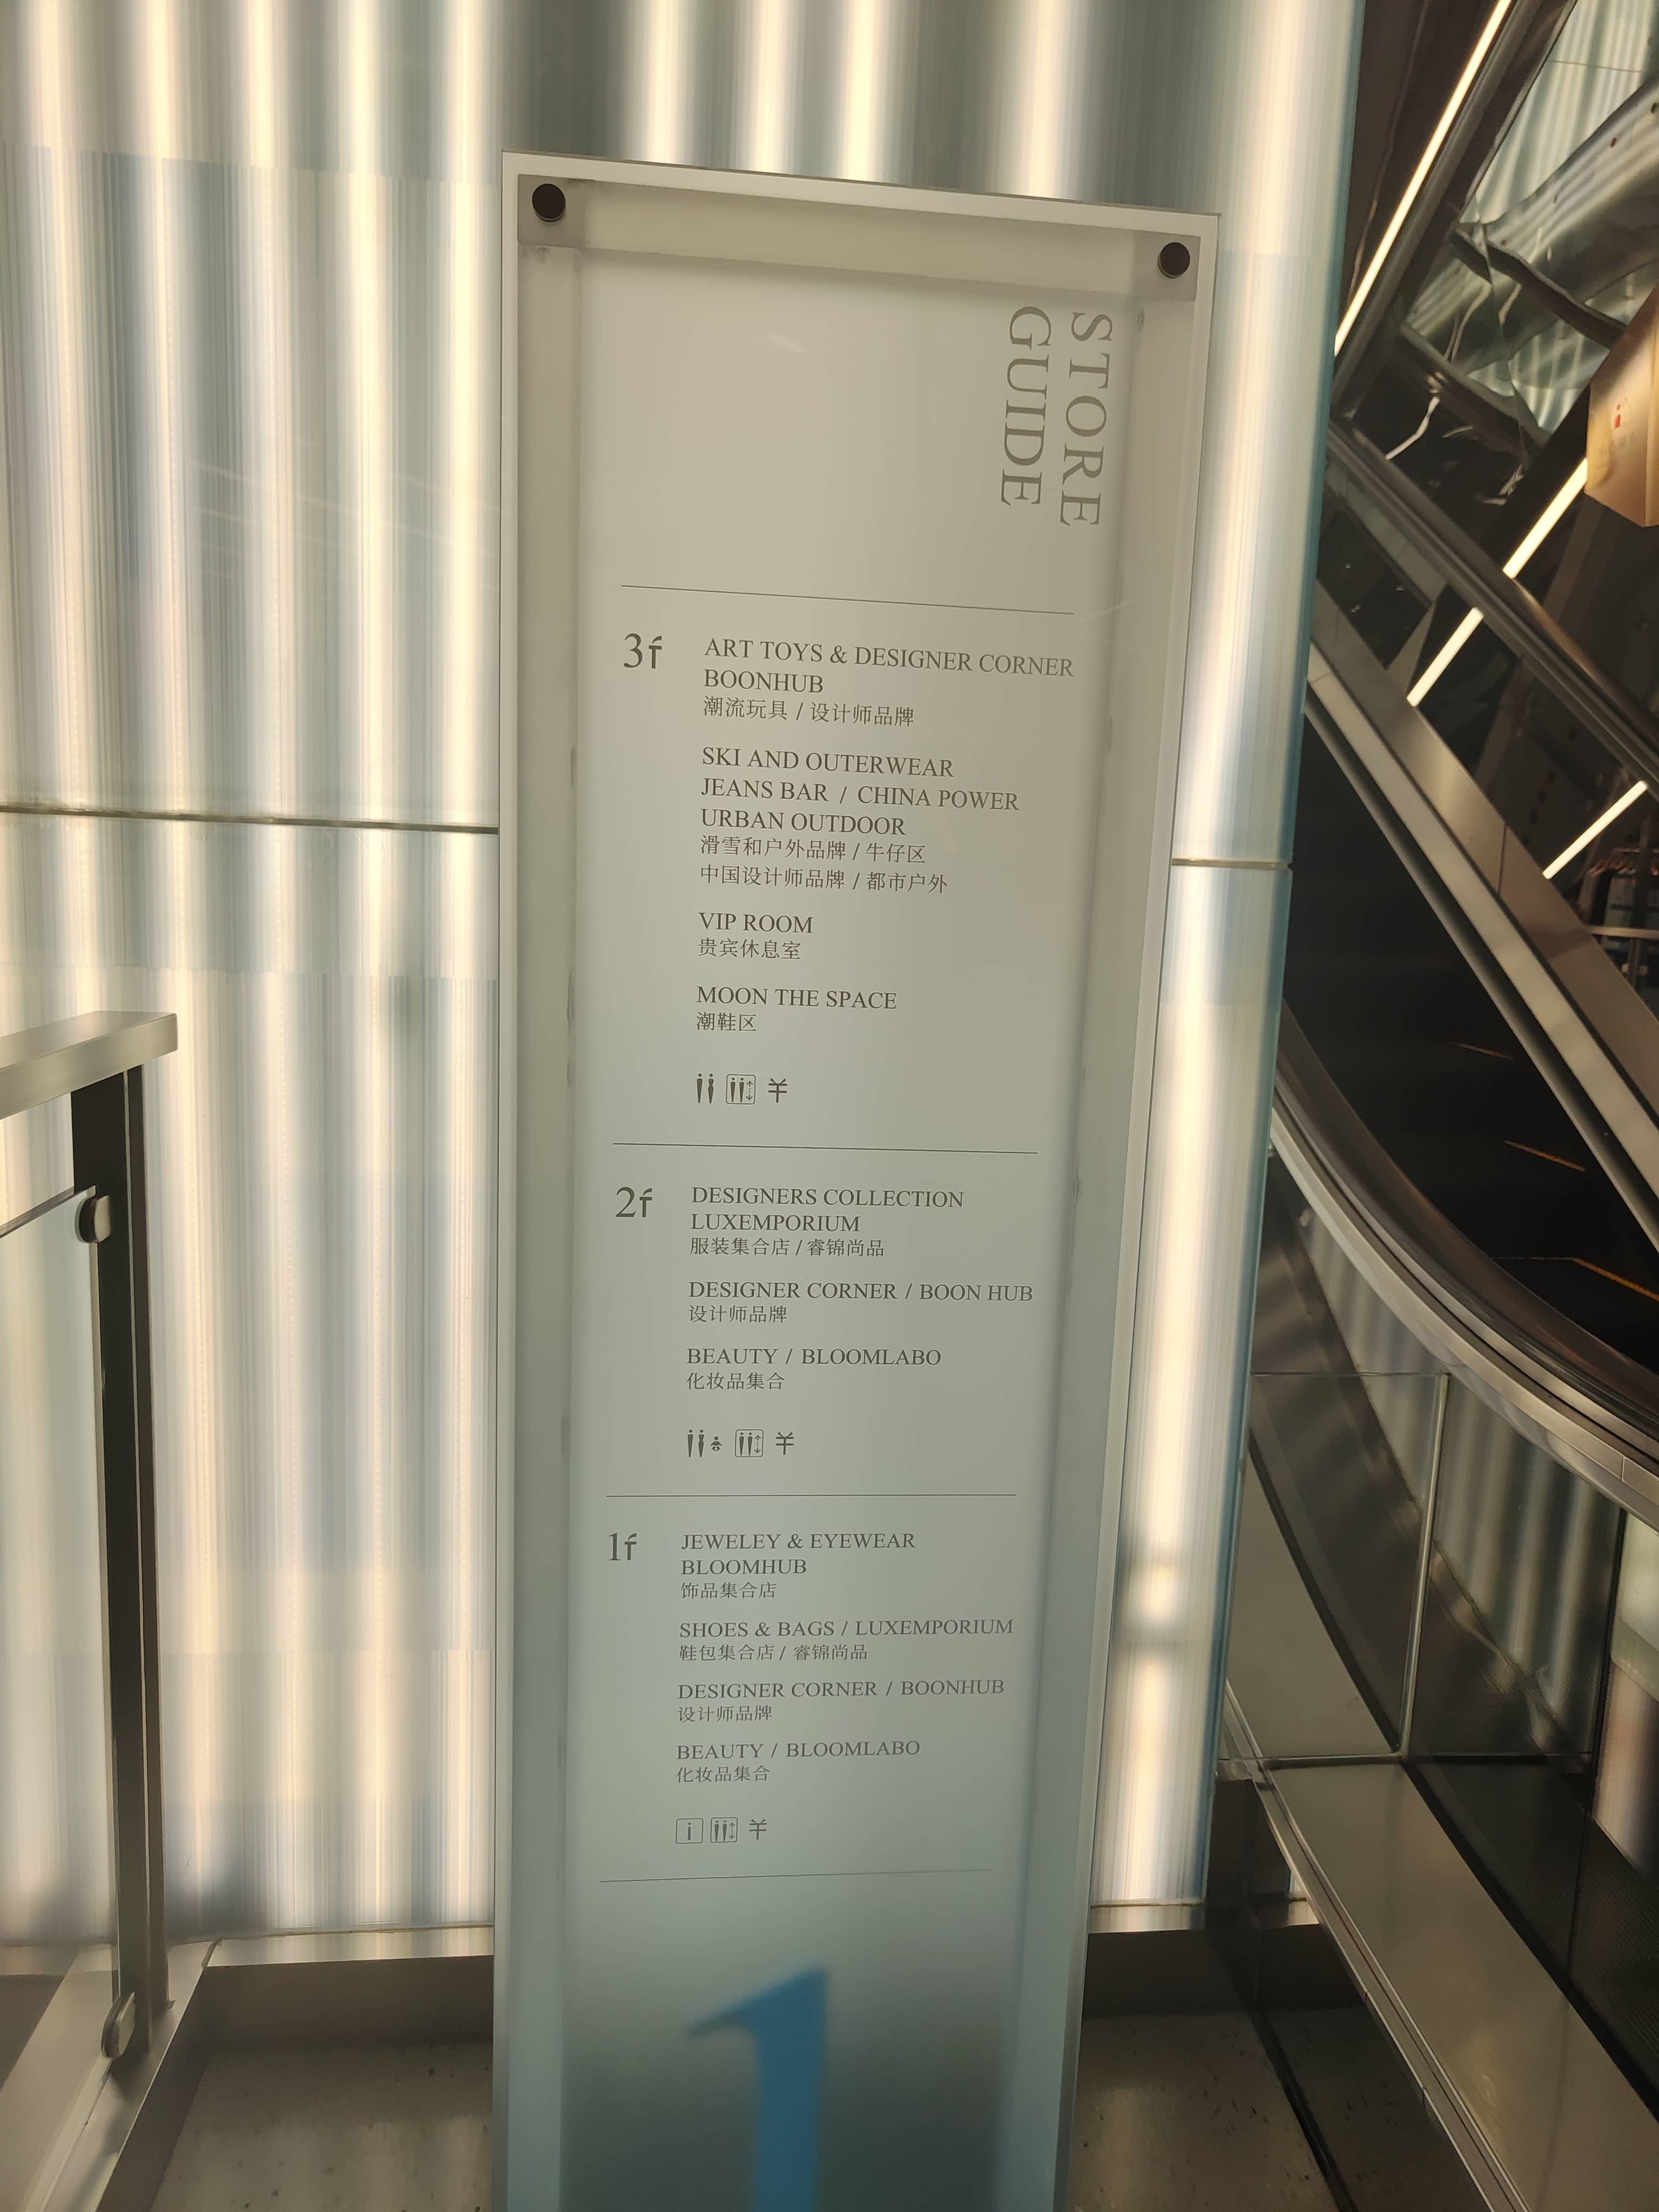 STORE
GUIDE
3f
ART TOYS & DESIGNER CORNER
BOONHUB
潮流玩具 / 设计师品牌
SKI AND OUTERWEAR
JEANS BAR / CHINA POWER
URBAN OUTDOOR
滑雪和户外品牌 / 牛仔区
中国设计师品牌 / 都市户外
VIP ROOM
贵宾休息室
MOON THE SPACE
潮鞋区
2f
DESIGNERS COLLECTION
LUXEMPORIUM
服装集合店 / 睿锦尚品
DESIGNER CORNER / BOON HUB
设计师品牌
BEAUTY / BLOOMLABO
化妆品集合
1f
JEWELEY & EYEWEAR
BLOOMHUB
饰品集合店
SHOES & BAGS / LUXEMPORIUM
鞋包集合店 / 睿锦尚品
DESIGNER CORNER / BOONHUB
设计师品牌
BEAUTY / BLOOMLABO
化妆品集合
i
1